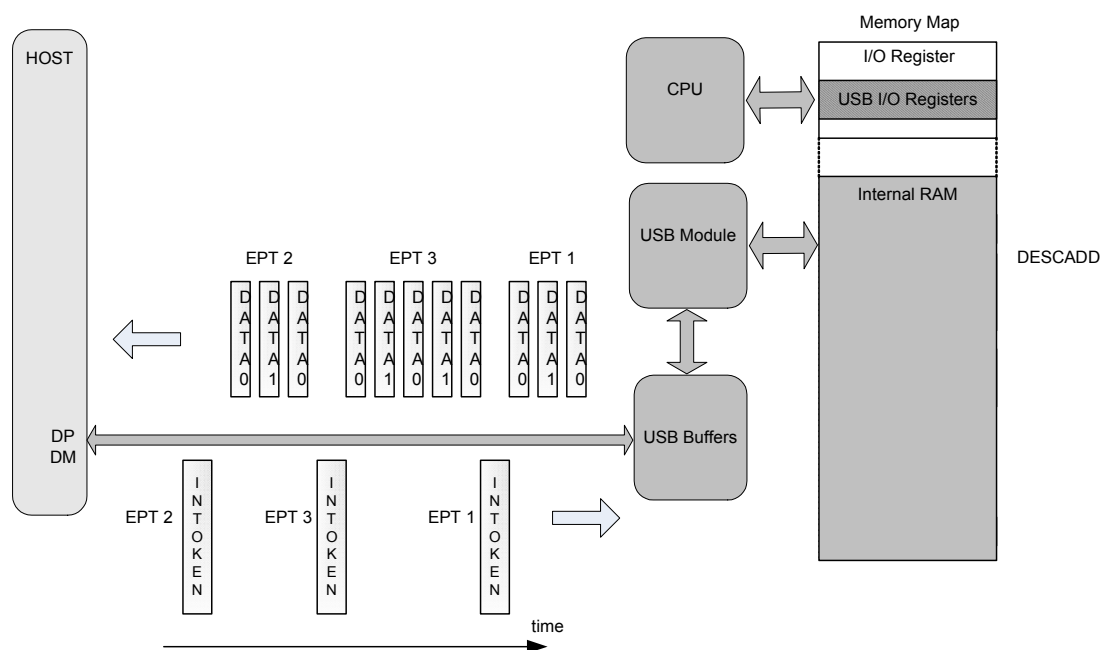 Memory Map
HOST
I/O Register
CPU
USB I/O Registers
Internal RAM
USB Module
DESCADD
EPT 2
EPT 3
EPT 1
DATA0
DATA1
DATA0
DATA0
DATA1
DATA0
DATA1
DATA0
DATA0
DATA1
DATA0
DP
DM
USB Buffers
EPT 2
INTOKEN
EPT 3
INTOKEN
EPT 1
INTOKEN
time